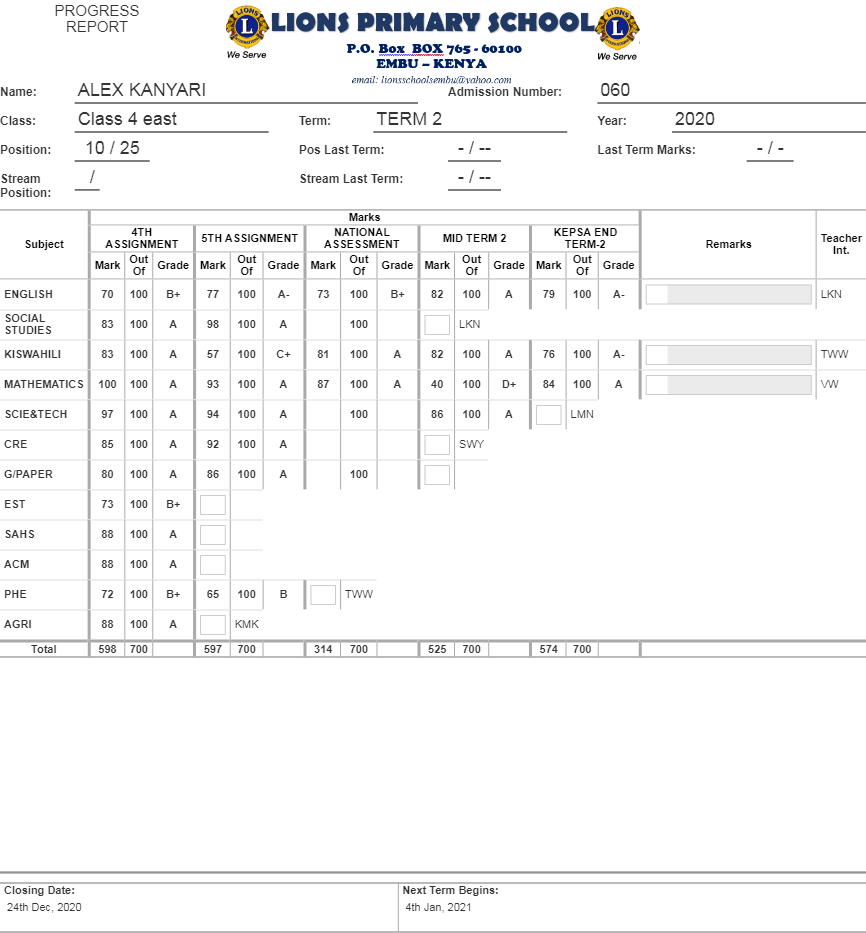 PROGRESS
REPORT
LIONS PRIMARY SCHOOL
LIONS
L
INTERNATIONAL
We Serve
LIONS
L
INTERNATIONAL
We Serve
P.O. Box BOX 765 - 60100
EMBU – KENYA
email: lionsschoolsembu@yahoo.com
Name: ALEX KANYARI Admission Number: 060
Class: Class 4 east Term: TERM 2 Year: 2020
Position: 10 / 25 Pos Last Term: - / -- Last Term Marks: - / -
Stream Position: / Stream Last Term: - / --
Marks
Subject 4TH ASSIGNMENT 5TH ASSIGNMENT NATIONAL ASSESSMENT MID TERM 2 KEPSA END TERM-2 Remarks Teacher Int.
Mark Out Of Grade Mark Out Of Grade Mark Out Of Grade Mark Out Of Grade Mark Out Of Grade
ENGLISH 70 100 B+ 77 100 A- 73 100 B+ 82 100 A 79 100 A- LKN
SOCIAL STUDIES 83 100 A 98 100 A 100 LKN
KISWAHILI 83 100 A 57 100 C+ 81 100 A 82 100 A 76 100 A- TWW
MATHEMATICS 100 100 A 93 100 A 87 100 A 40 100 D+ 84 100 A VW
SCIE&TECH 97 100 A 94 100 A 100 86 100 A LMN
CRE 85 100 A 92 100 A SWY
G/PAPER 80 100 A 86 100 A 100
EST 73 100 B+
SAHS 88 100 A
ACM 88 100 A
PHE 72 100 B+ 65 100 B TWW
AGRI 88 100 A KMK
Total 598 700 597 700 314 700 525 700 574 700
Closing Date: Next Term Begins:
24th Dec, 2020 4th Jan, 2021